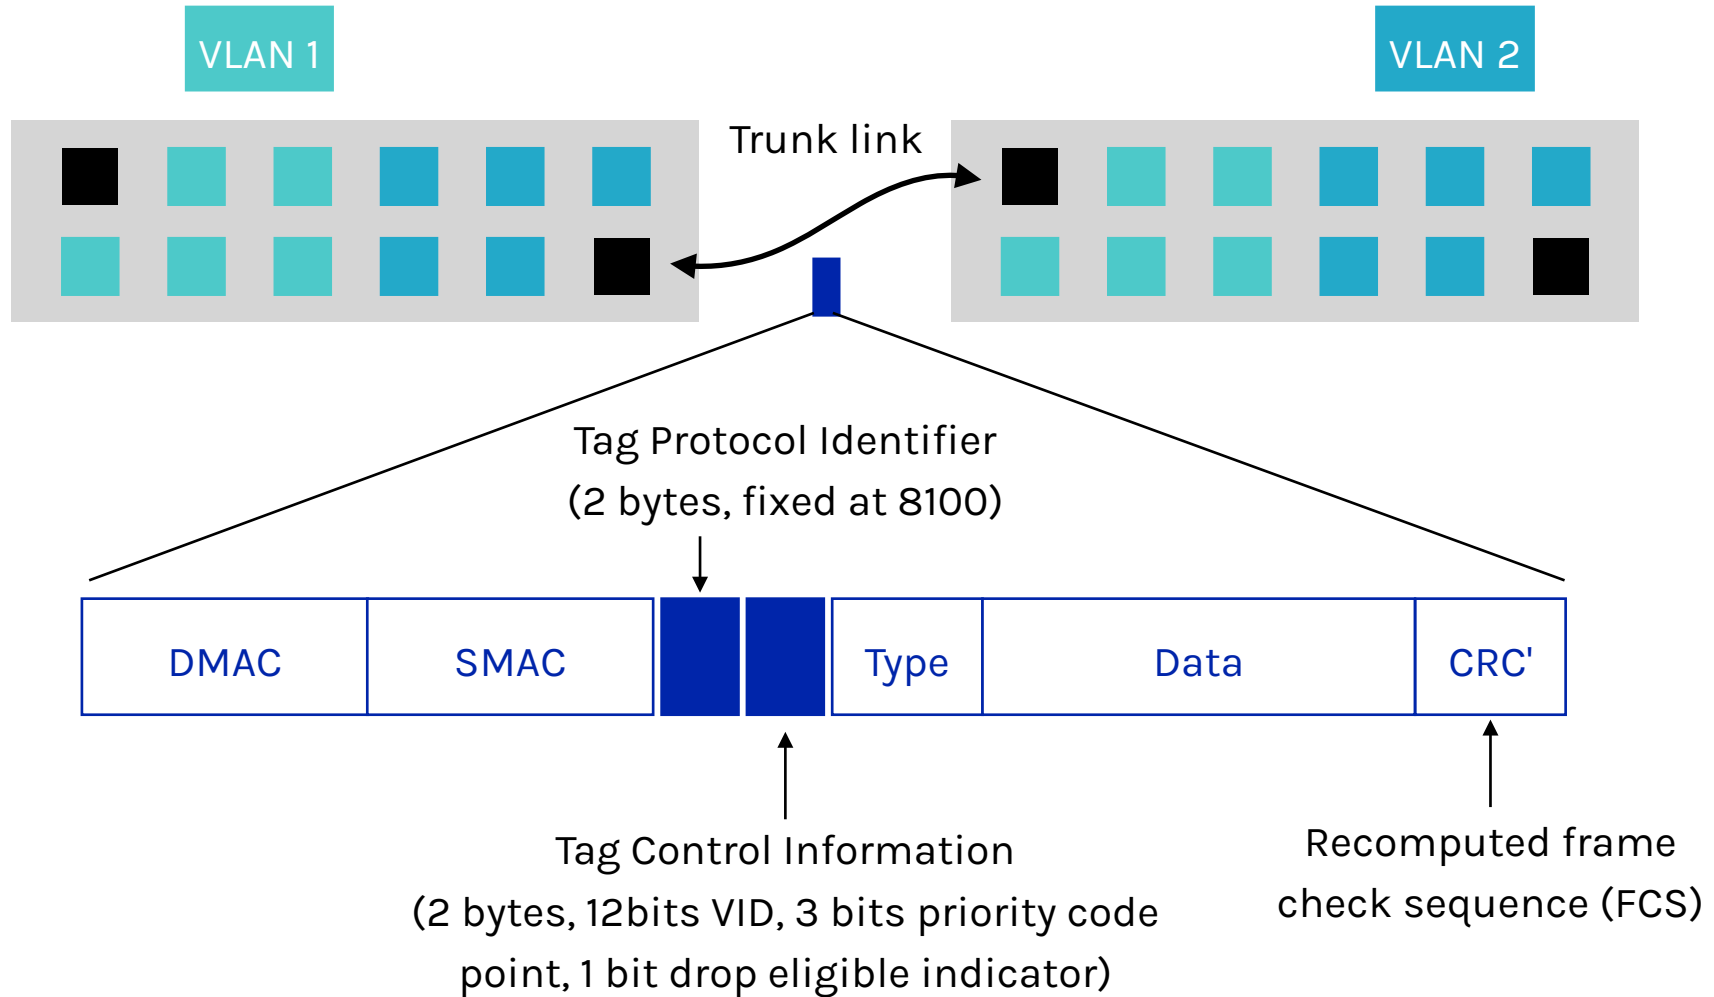 VLAN 1
VLAN 2
Trunk link
Tag Protocol Identifier
(2 bytes, fixed at 8100)
DMAC
SMAC
Type
Data
CRC'
Tag Control Information
(2 bytes, 12bits VID, 3 bits priority code
point, 1 bit drop eligible indicator)
Recomputed frame
check sequence (FCS)